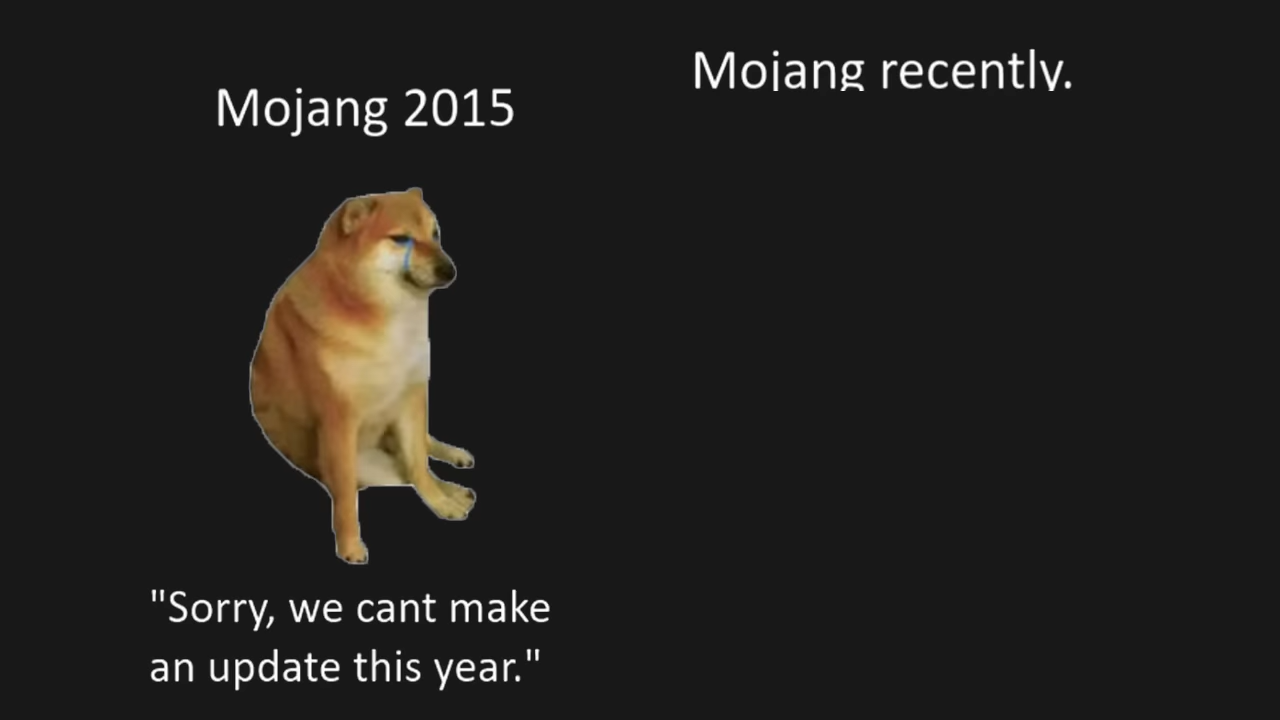 Mojang recently.
Mojang 2015
"Sorry, we cant make
an update this year."